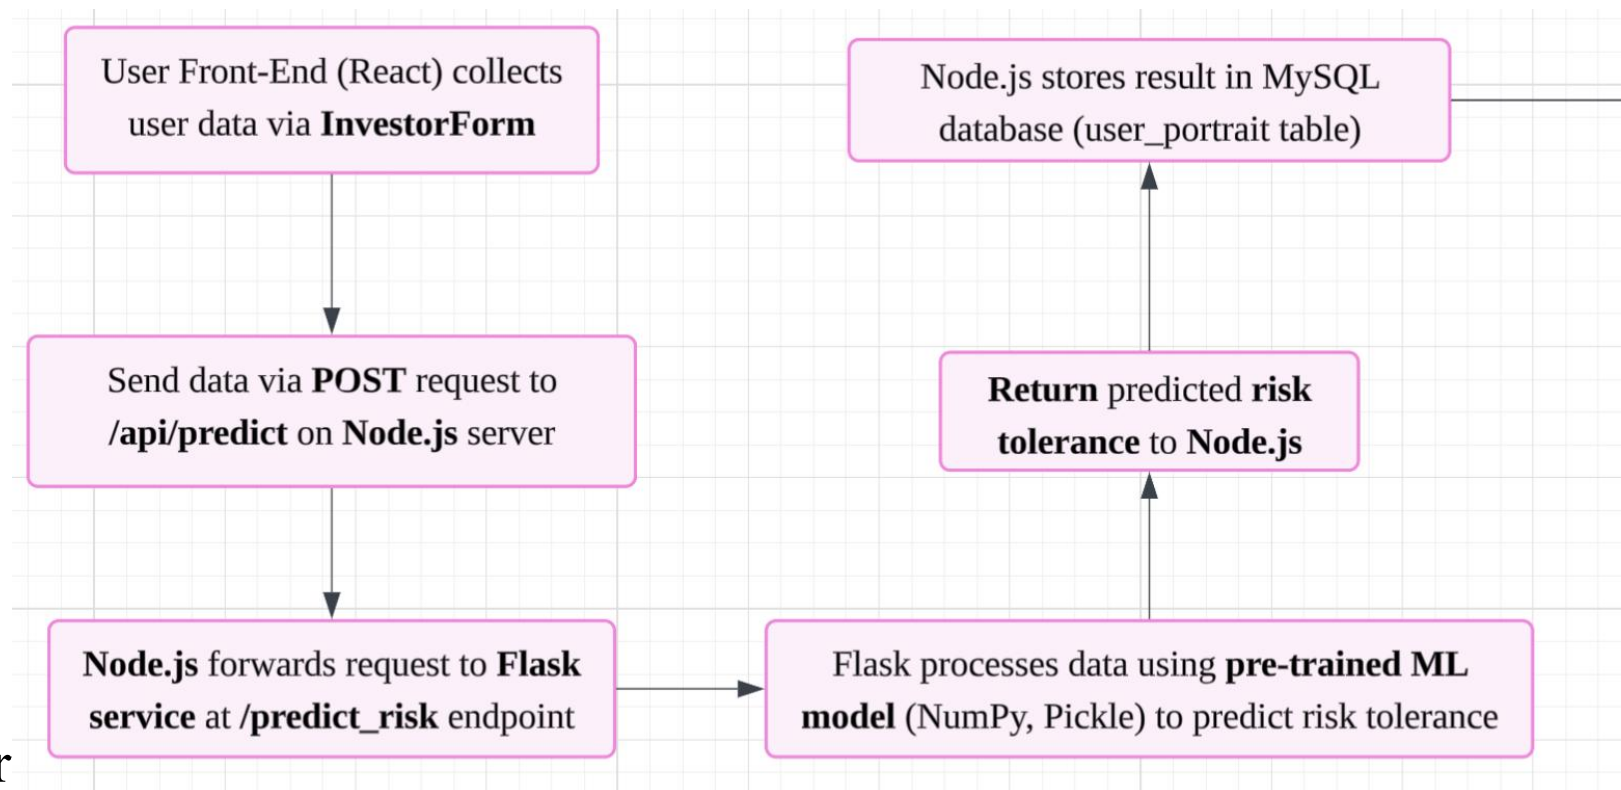 User Front-End (React) collects
user data via InvestorForm
Send data via POST request to
/api/predict on Node.js server
Node.js forwards request to Flask
service at /predict_risk endpoint
Flask processes data using pre-trained ML
model (NumPy, Pickle) to predict risk tolerance
Return predicted risk
tolerance to Node.js
Node.js stores result in MySQL
database (user_portrait table)
r